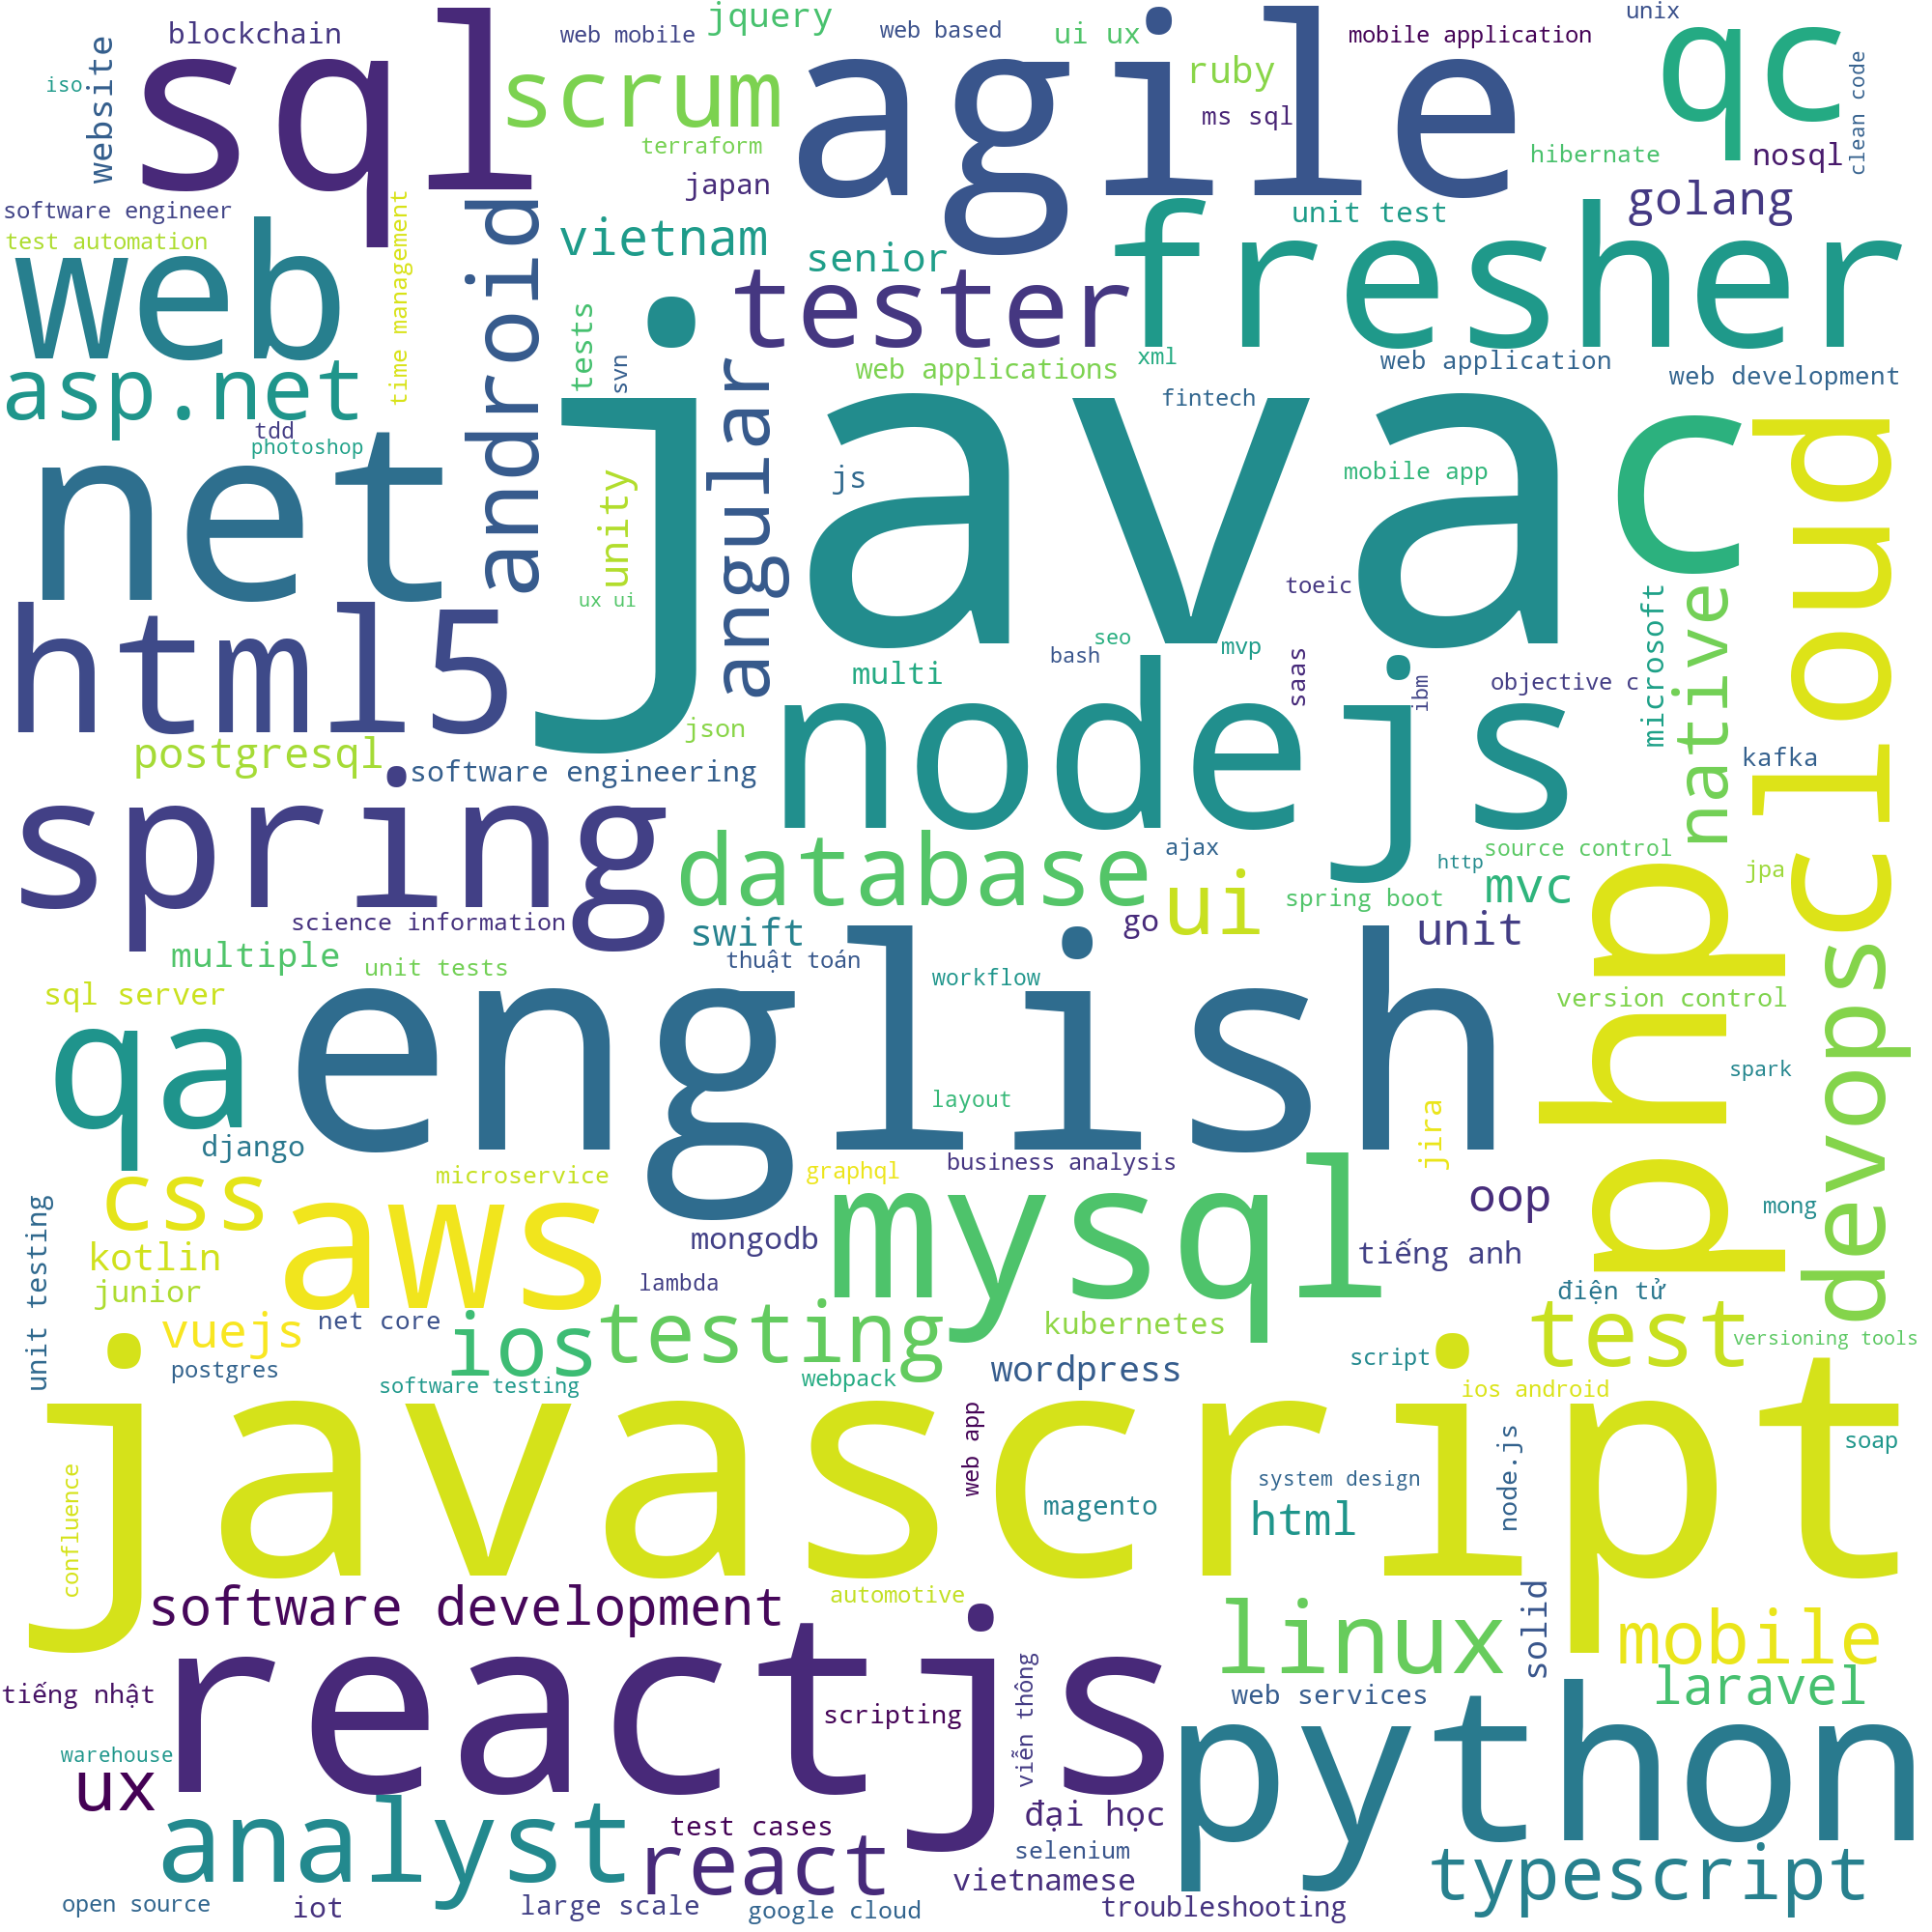 jquery
unix
blockchain
web mobile
web based
ui ux
mobile application
sql
scrum
agile
qc
iso
website
ruby
clean code
ms sql
terraform
hibernate
nosql
japan
golang
software engineer
test automation
time management
android
vietnam
senior
unit test
fresher
web
tester
tests
svn
asp.net
web applications
xml
web application
web development
fintech
tdd
photoshop
java
c
cloud
net
angular
js
mobile app
unity
ux ui
toeic
native
microsoft
html5
seo
bash
mvp
multi
saas
ibm
objective c
nodejs
json
postgresql
software engineering
kafka
spring
database
ajax
http
source control
ui
mvc
jpa
php
spring boot
science information
swift
go
unit
devops
multiple
unit tests
thuật toán
workflow
sql server
version control
english
qa
spark
layout
jira
django
microservice
graphql
business analysis
css
aws
mysql
oop
mong
unit testing
kotlin
mongodb
tiếng anh
junior
lambda
điện tử
vuejs
net core
ios
testing
kubernetes
test
versioning tools
postgres
software testing
webpack
wordpress
script
ios android
javascript
web app
node.js
soap
confluence
system design
magento
html
software development
automotive
linux
solid
mobile
reactjs
tiếng nhật
viễn thông
web services
laravel
scripting
python
warehouse
ux
analyst
test cases
đại học
react
selenium
vietnamese
typescript
open source
iot
large scale
google cloud
troubleshooting